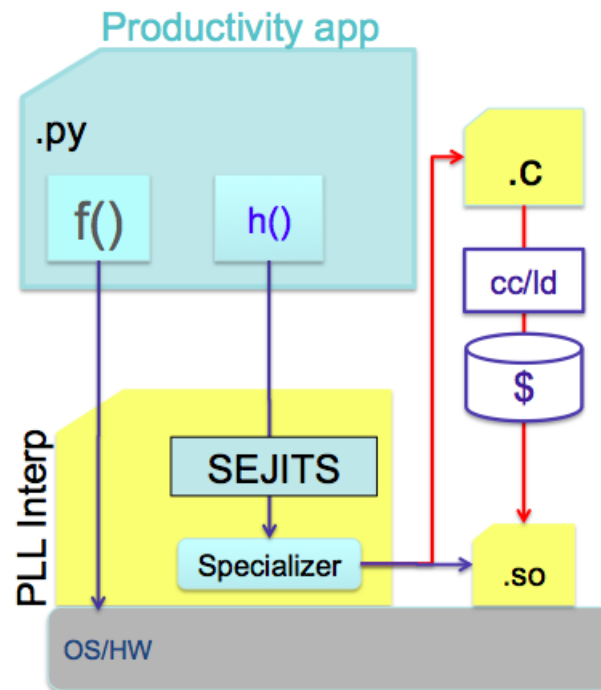 Productivity app
.py
f()
h()
.c
cc/ld
$
PLL Interp
SEJITS
Specializer
.so
OS/HW